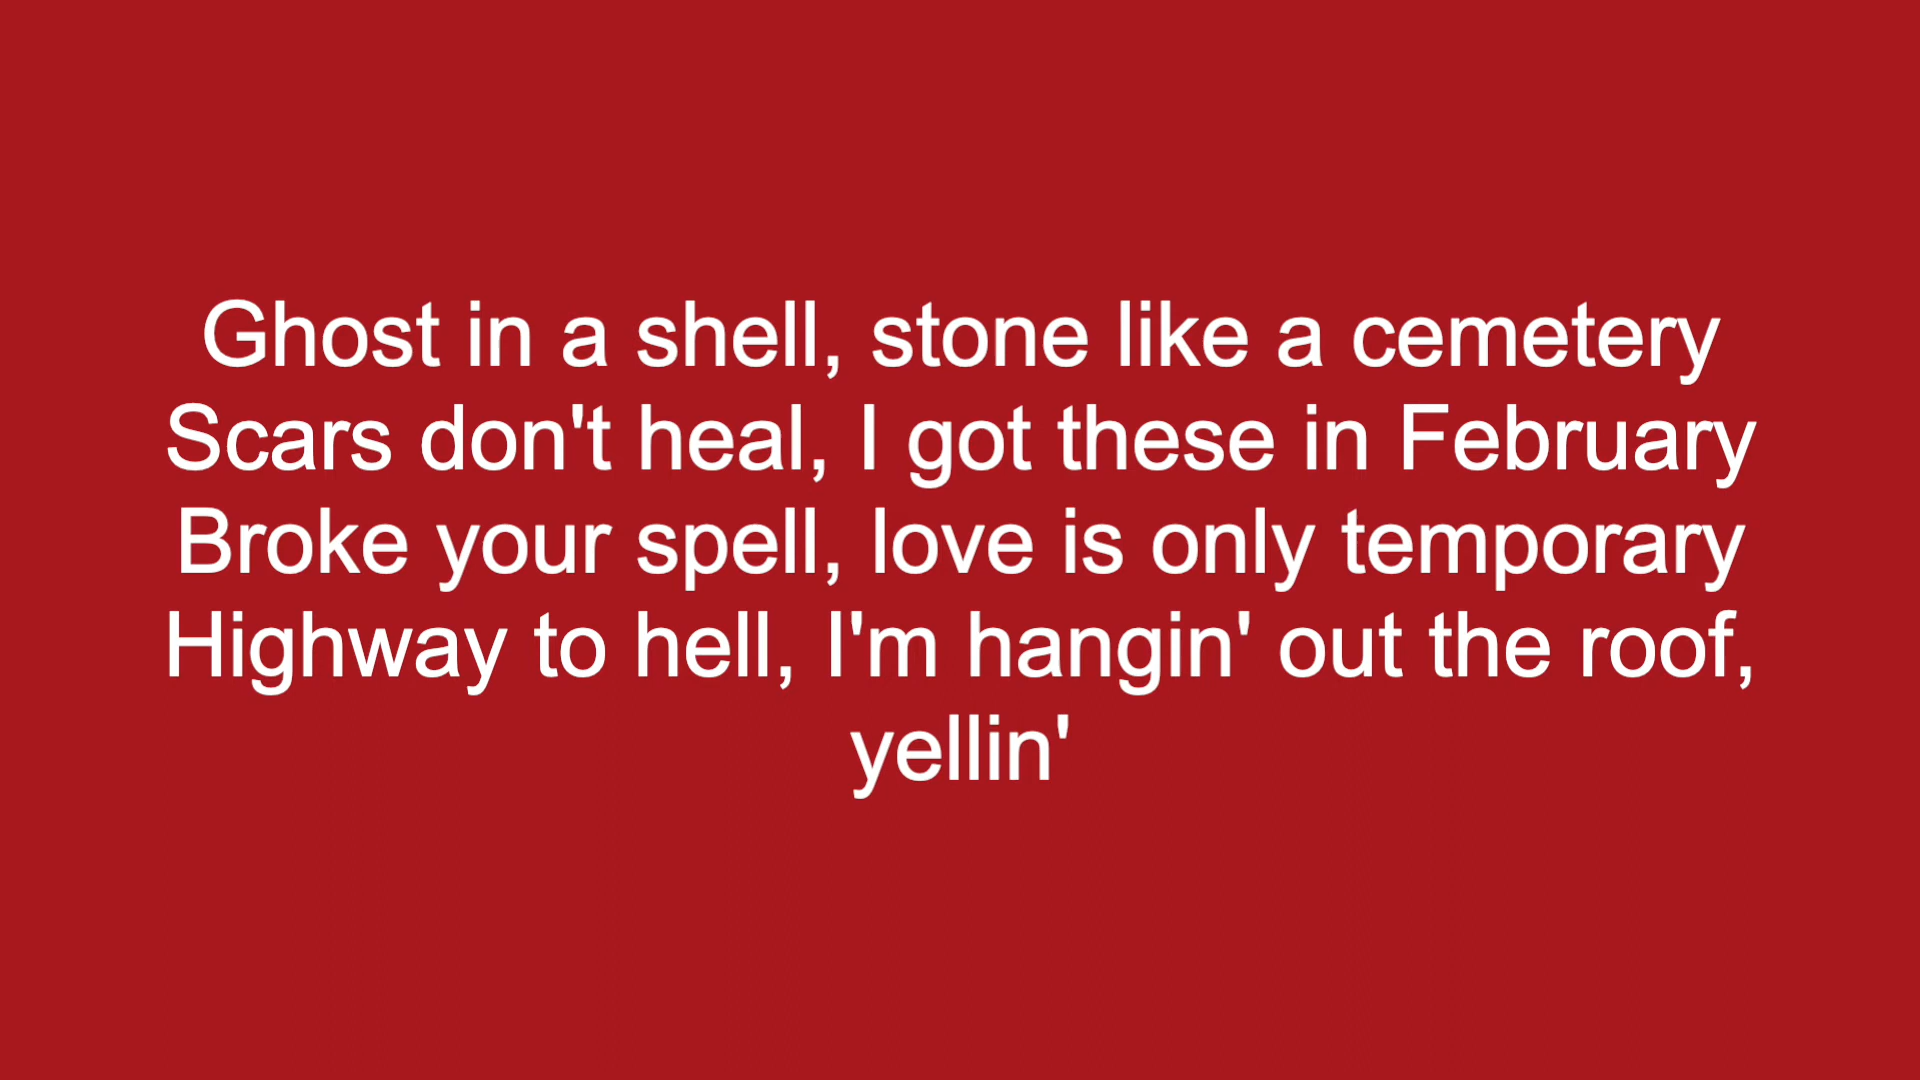 Ghost in a shell, stone like a cemetery
Scars don't heal, I got these in February
Broke your spell, love is only temporary
Highway to hell, I'm hangin' out the roof,
yellin'